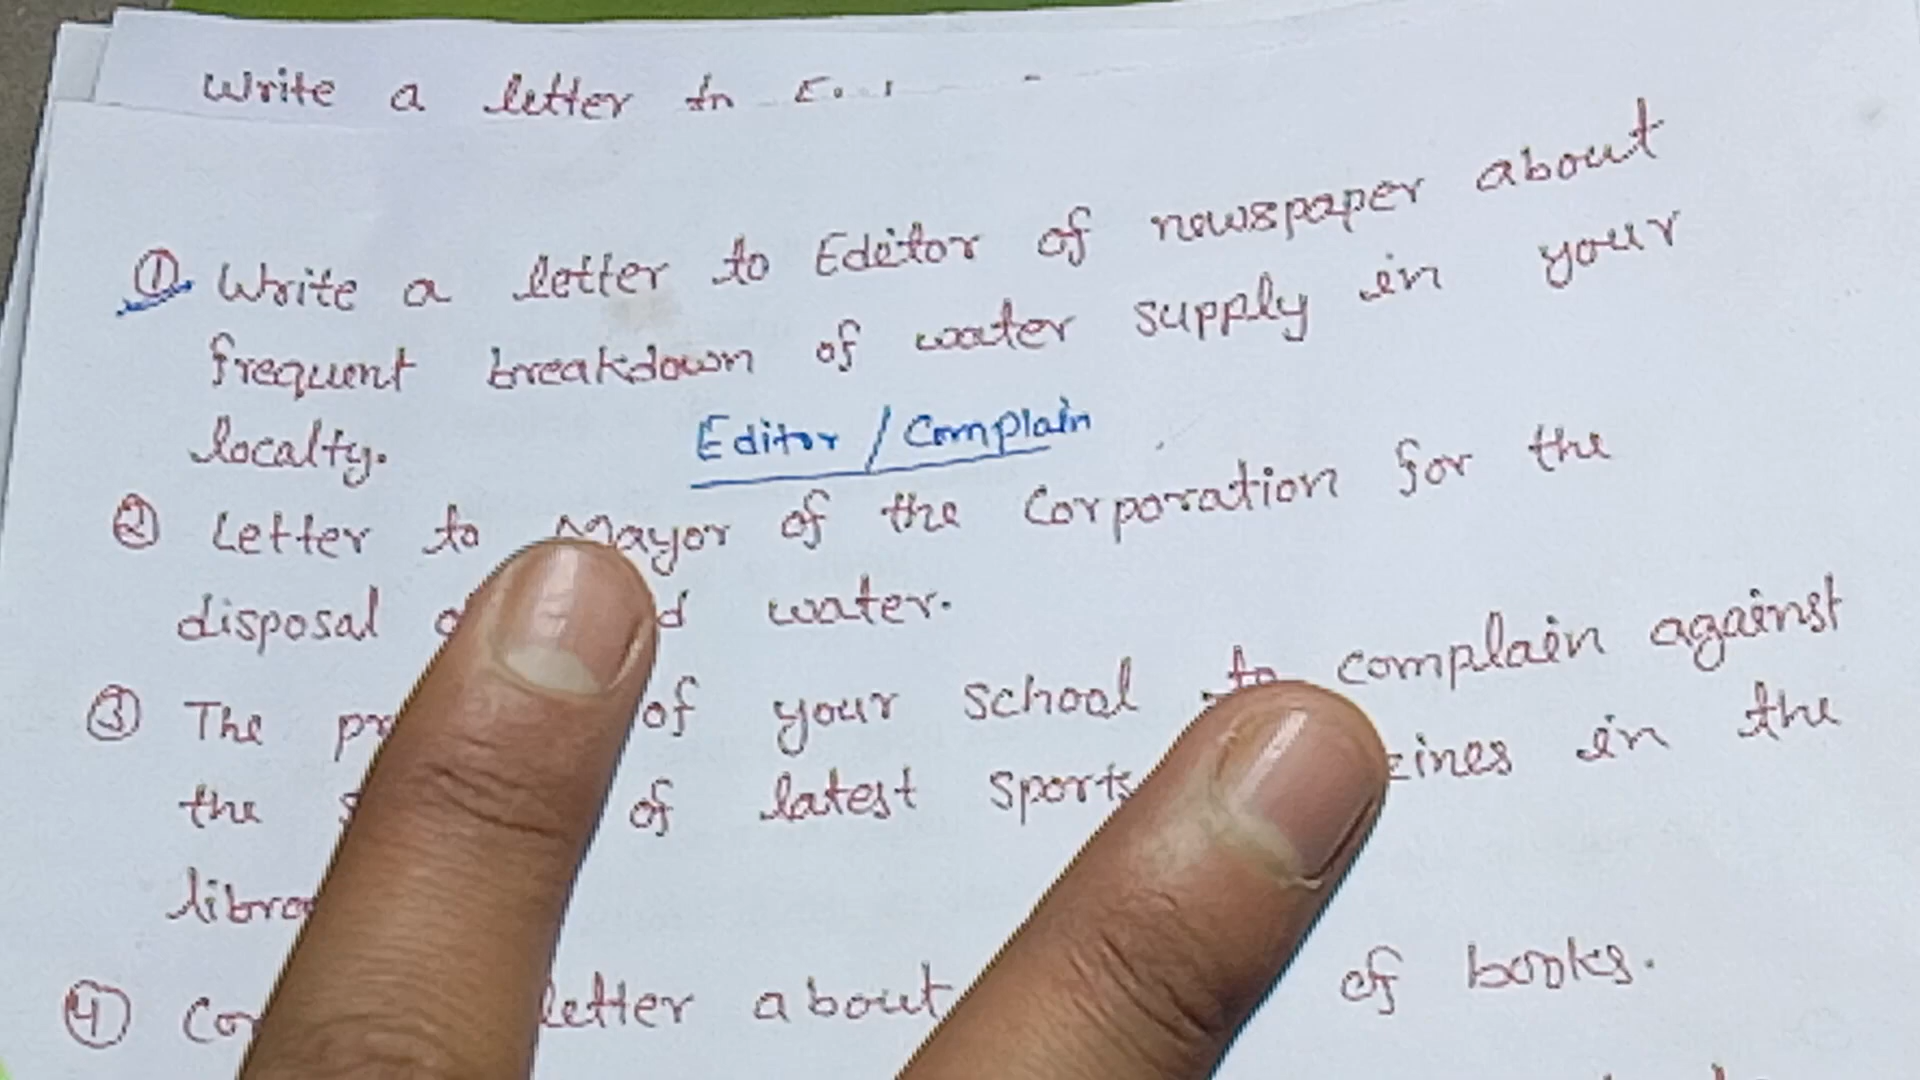 Write a letter to
① Write a letter to Editor of newspaper about
frequent breakdown of water supply in your
localty.
Editor / Complain
② Letter to Mayor of the Corporation for the
disposal water.
③ The of your school to complain against
the of latest sports in the
④ letter about of books.